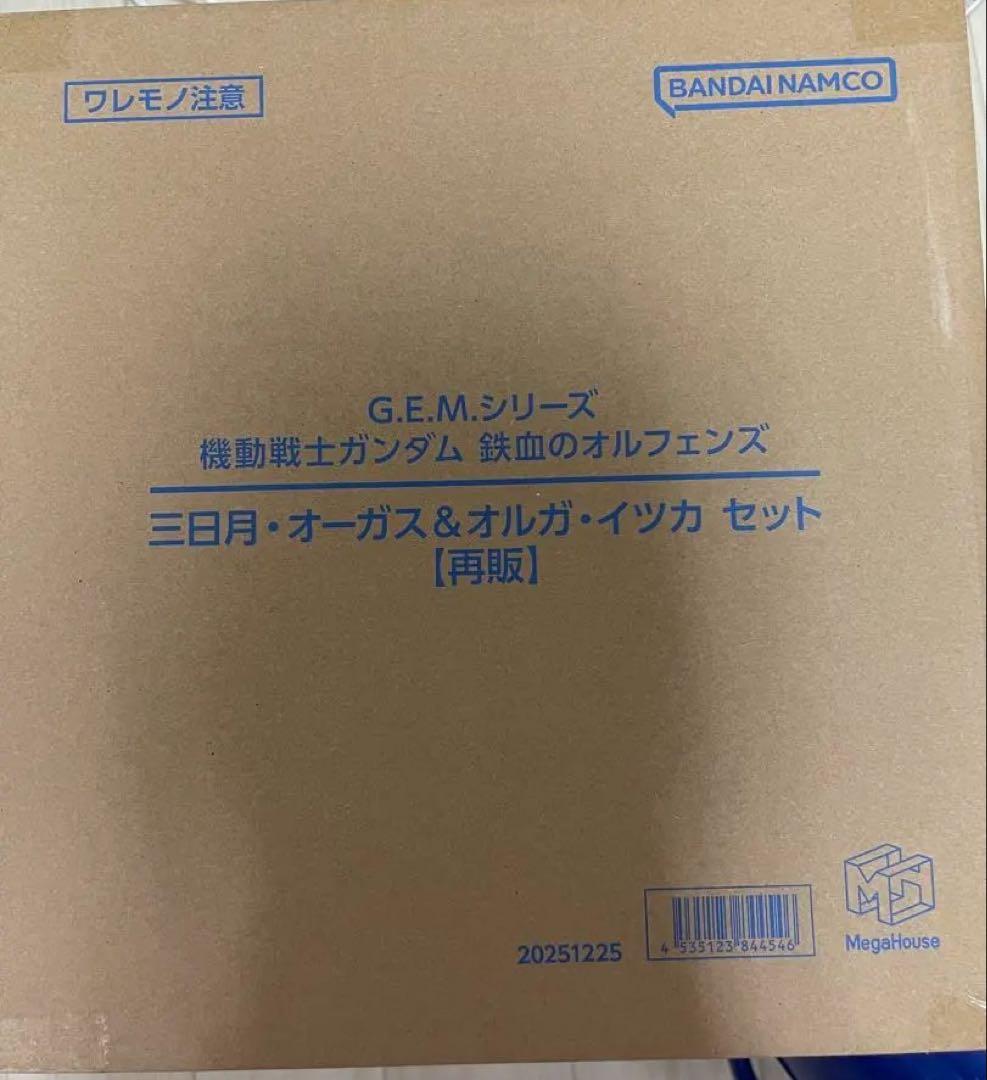 ワレモノ注意
BANDAI NAMCO
G.E.M.シリーズ
機動戦士ガンダム 鉄血のオルフェンズ
三日月・オーガス&オルガ・イツカ セット
【再販】
20251225
4 535123 844546
MegaHouse